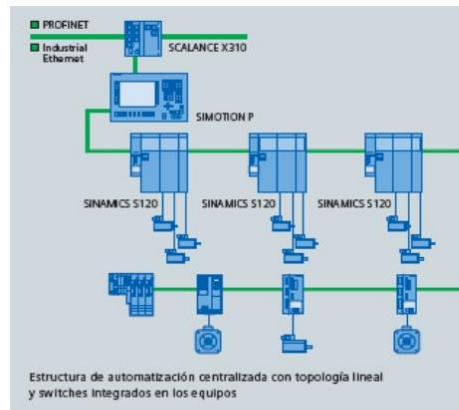 PROFINET
Industrial
Ethernet
SCALANCE X310
SIMOTION P
SINAMICS S120
SINAMICS S120
SINAMICS S120
Estructura de automatización centralizada con topología lineal
y switches integrados en los equipos